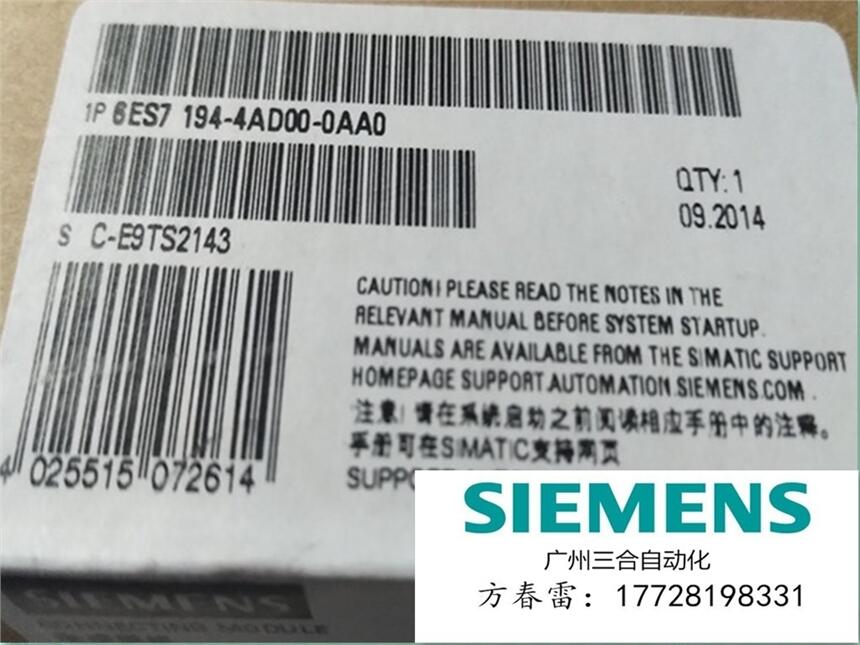 1P 6ES7 194-4AD00-0AA0
QTY: 1
09.2014
S C-E9TS2143
CAUTION! PLEASE READ THE NOTES IN THE
RELEVANT MANUAL BEFORE SYSTEM STARTUP.
MANUALS ARE AVAILABLE FROM THE SIMATIC SUPPORT
HOMEPAGE SUPPORT.AUTOMATION.SIEMENS.COM.
注意！请在系统启动之前阅读相应手册中的注释。
手册可在SIMATIC支持网页
4 025515 072614
SIEMENS
CONNECTING MODULE
SIEMENS
广州三合自动化
方春雷：17728198331